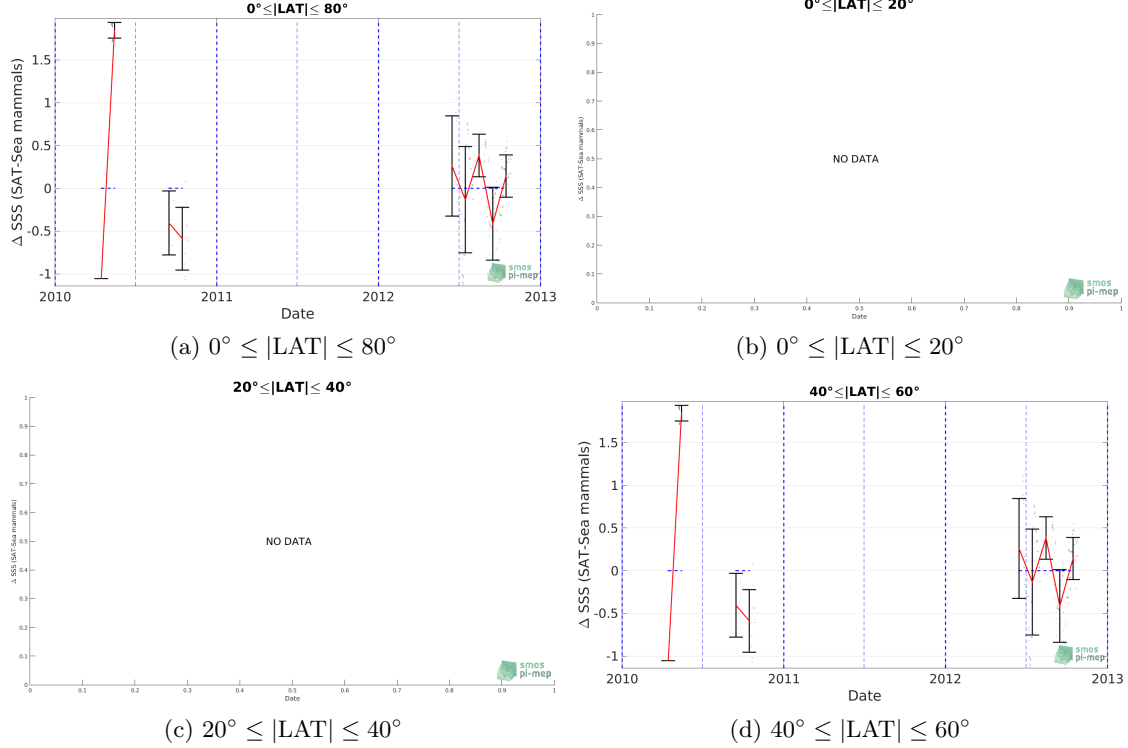 0°≤|LAT|≤ 80°
Δ SSS (SAT-Sea mammals)
1.5
1
0.5
0
-0.5
-1
2010 2011 2012 2013
Date
smos
pi-mep
(a) 0° ≤ |LAT| ≤ 80°
0°≤|LAT|≤ 20°
Δ SSS (SAT-Sea mammals)
1
0.9
0.8
0.7
0.6
0.5
0.4
0.3
0.2
0.1
0
NO DATA
0 0.1 0.2 0.3 0.4 0.5 0.6 0.7 0.8 0.9 1
Date
smos
pi-mep
(b) 0° ≤ |LAT| ≤ 20°
20°≤|LAT|≤ 40°
Δ SSS (SAT-Sea mammals)
1
0.9
0.8
0.7
0.6
0.5
0.4
0.3
0.2
0.1
0
NO DATA
0 0.1 0.2 0.3 0.4 0.5 0.6 0.7 0.8 0.9 1
Date
smos
pi-mep
(c) 20° ≤ |LAT| ≤ 40°
40°≤|LAT|≤ 60°
Δ SSS (SAT-Sea mammals)
1.5
1
0.5
0
-0.5
-1
2010 2011 2012 2013
Date
smos
pi-mep
(d) 40° ≤ |LAT| ≤ 60°